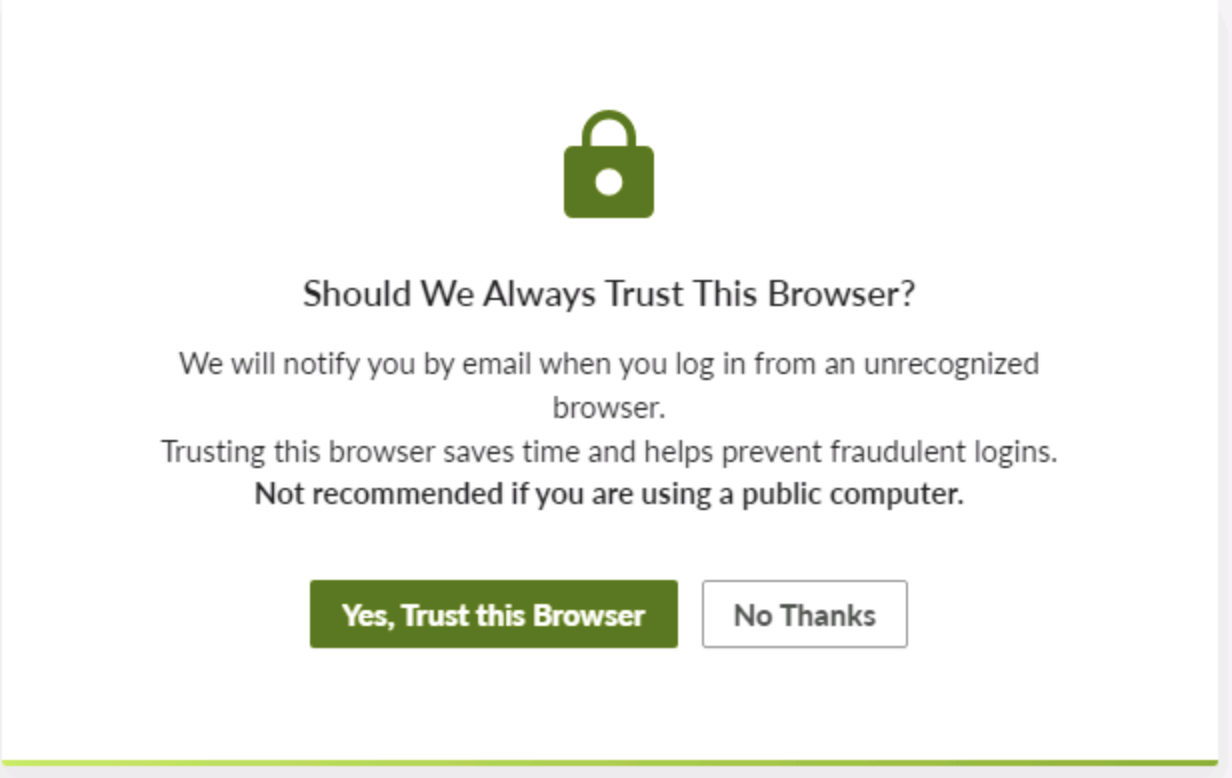 Should We Always Trust This Browser?
We will notify you by email when you log in from an unrecognized
browser.
Trusting this browser saves time and helps prevent fraudulent logins.
Not recommended if you are using a public computer.
Yes, Trust this Browser
No Thanks